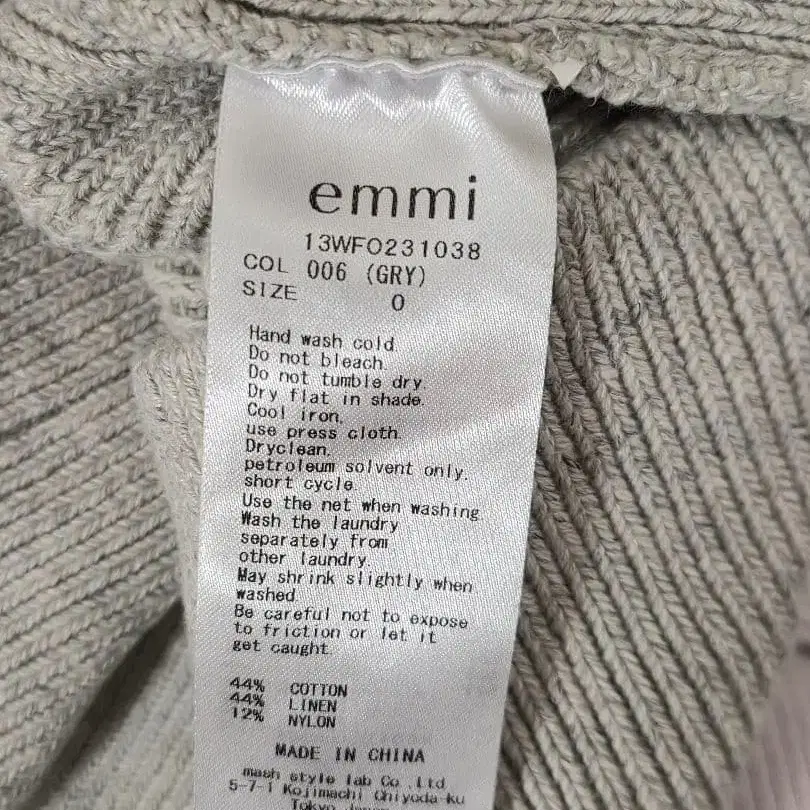 emmi
13WFO231038
COL 006 (GRY)
SIZE 0
Hand wash cold.
Do not bleach.
Do not tumble dry.
Dry flat in shade.
Cool iron,
use press cloth.
Dryclean,
petroleum solvent only,
short cycle.
Use the net when washing.
Wash the laundry
separately from
other laundry.
May shrink slightly when
washed.
Be careful not to expose
to friction or let it
get caught.
44% COTTON
44% LINEN
12% NYLON
MADE IN CHINA
mash style lab Co.,Ltd.
5-7-1 Kojimachi Chiyoda-ku
Tokyo Japan